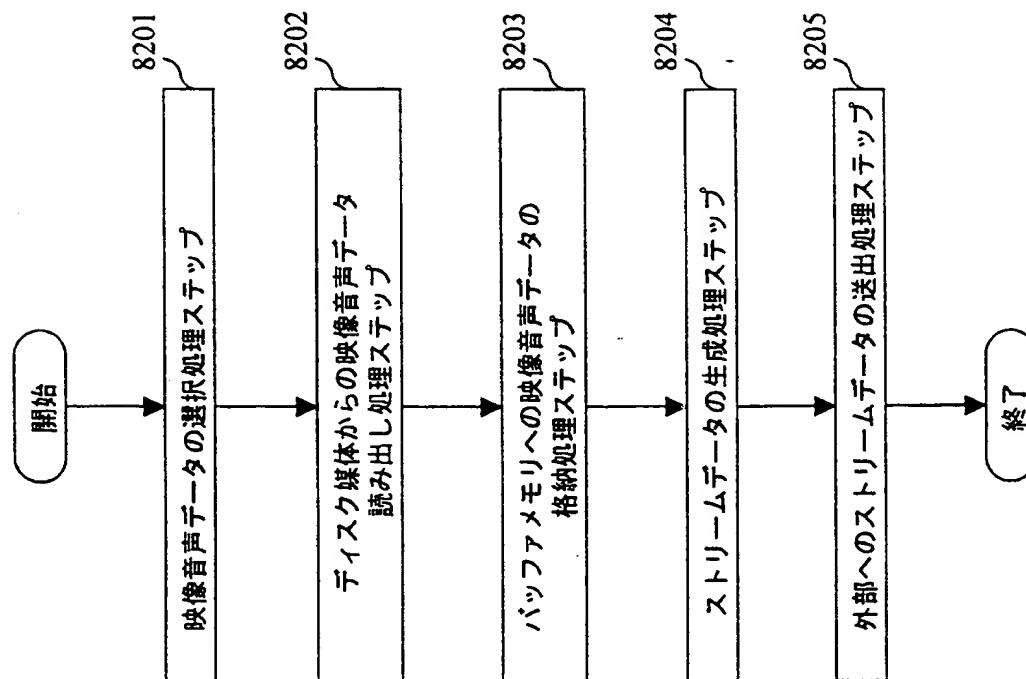 開始
映像音声データの選択処理ステップ
8201
ディスク媒体からの映像音声データ
読み出し処理ステップ
8202
バッファメモリへの映像音声データの
格納処理ステップ
8203
ストリームデータの生成処理ステップ
8204
外部へのストリームデータの送出処理ステップ
8205
終了